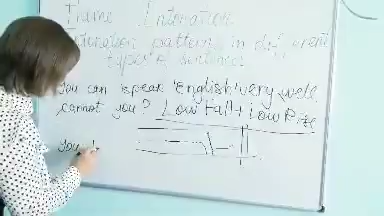 Theme Intonation
Intonation patterns in different
types of sentences
You can speak English very well,
cannot you? Low Fall + Low Rise
You